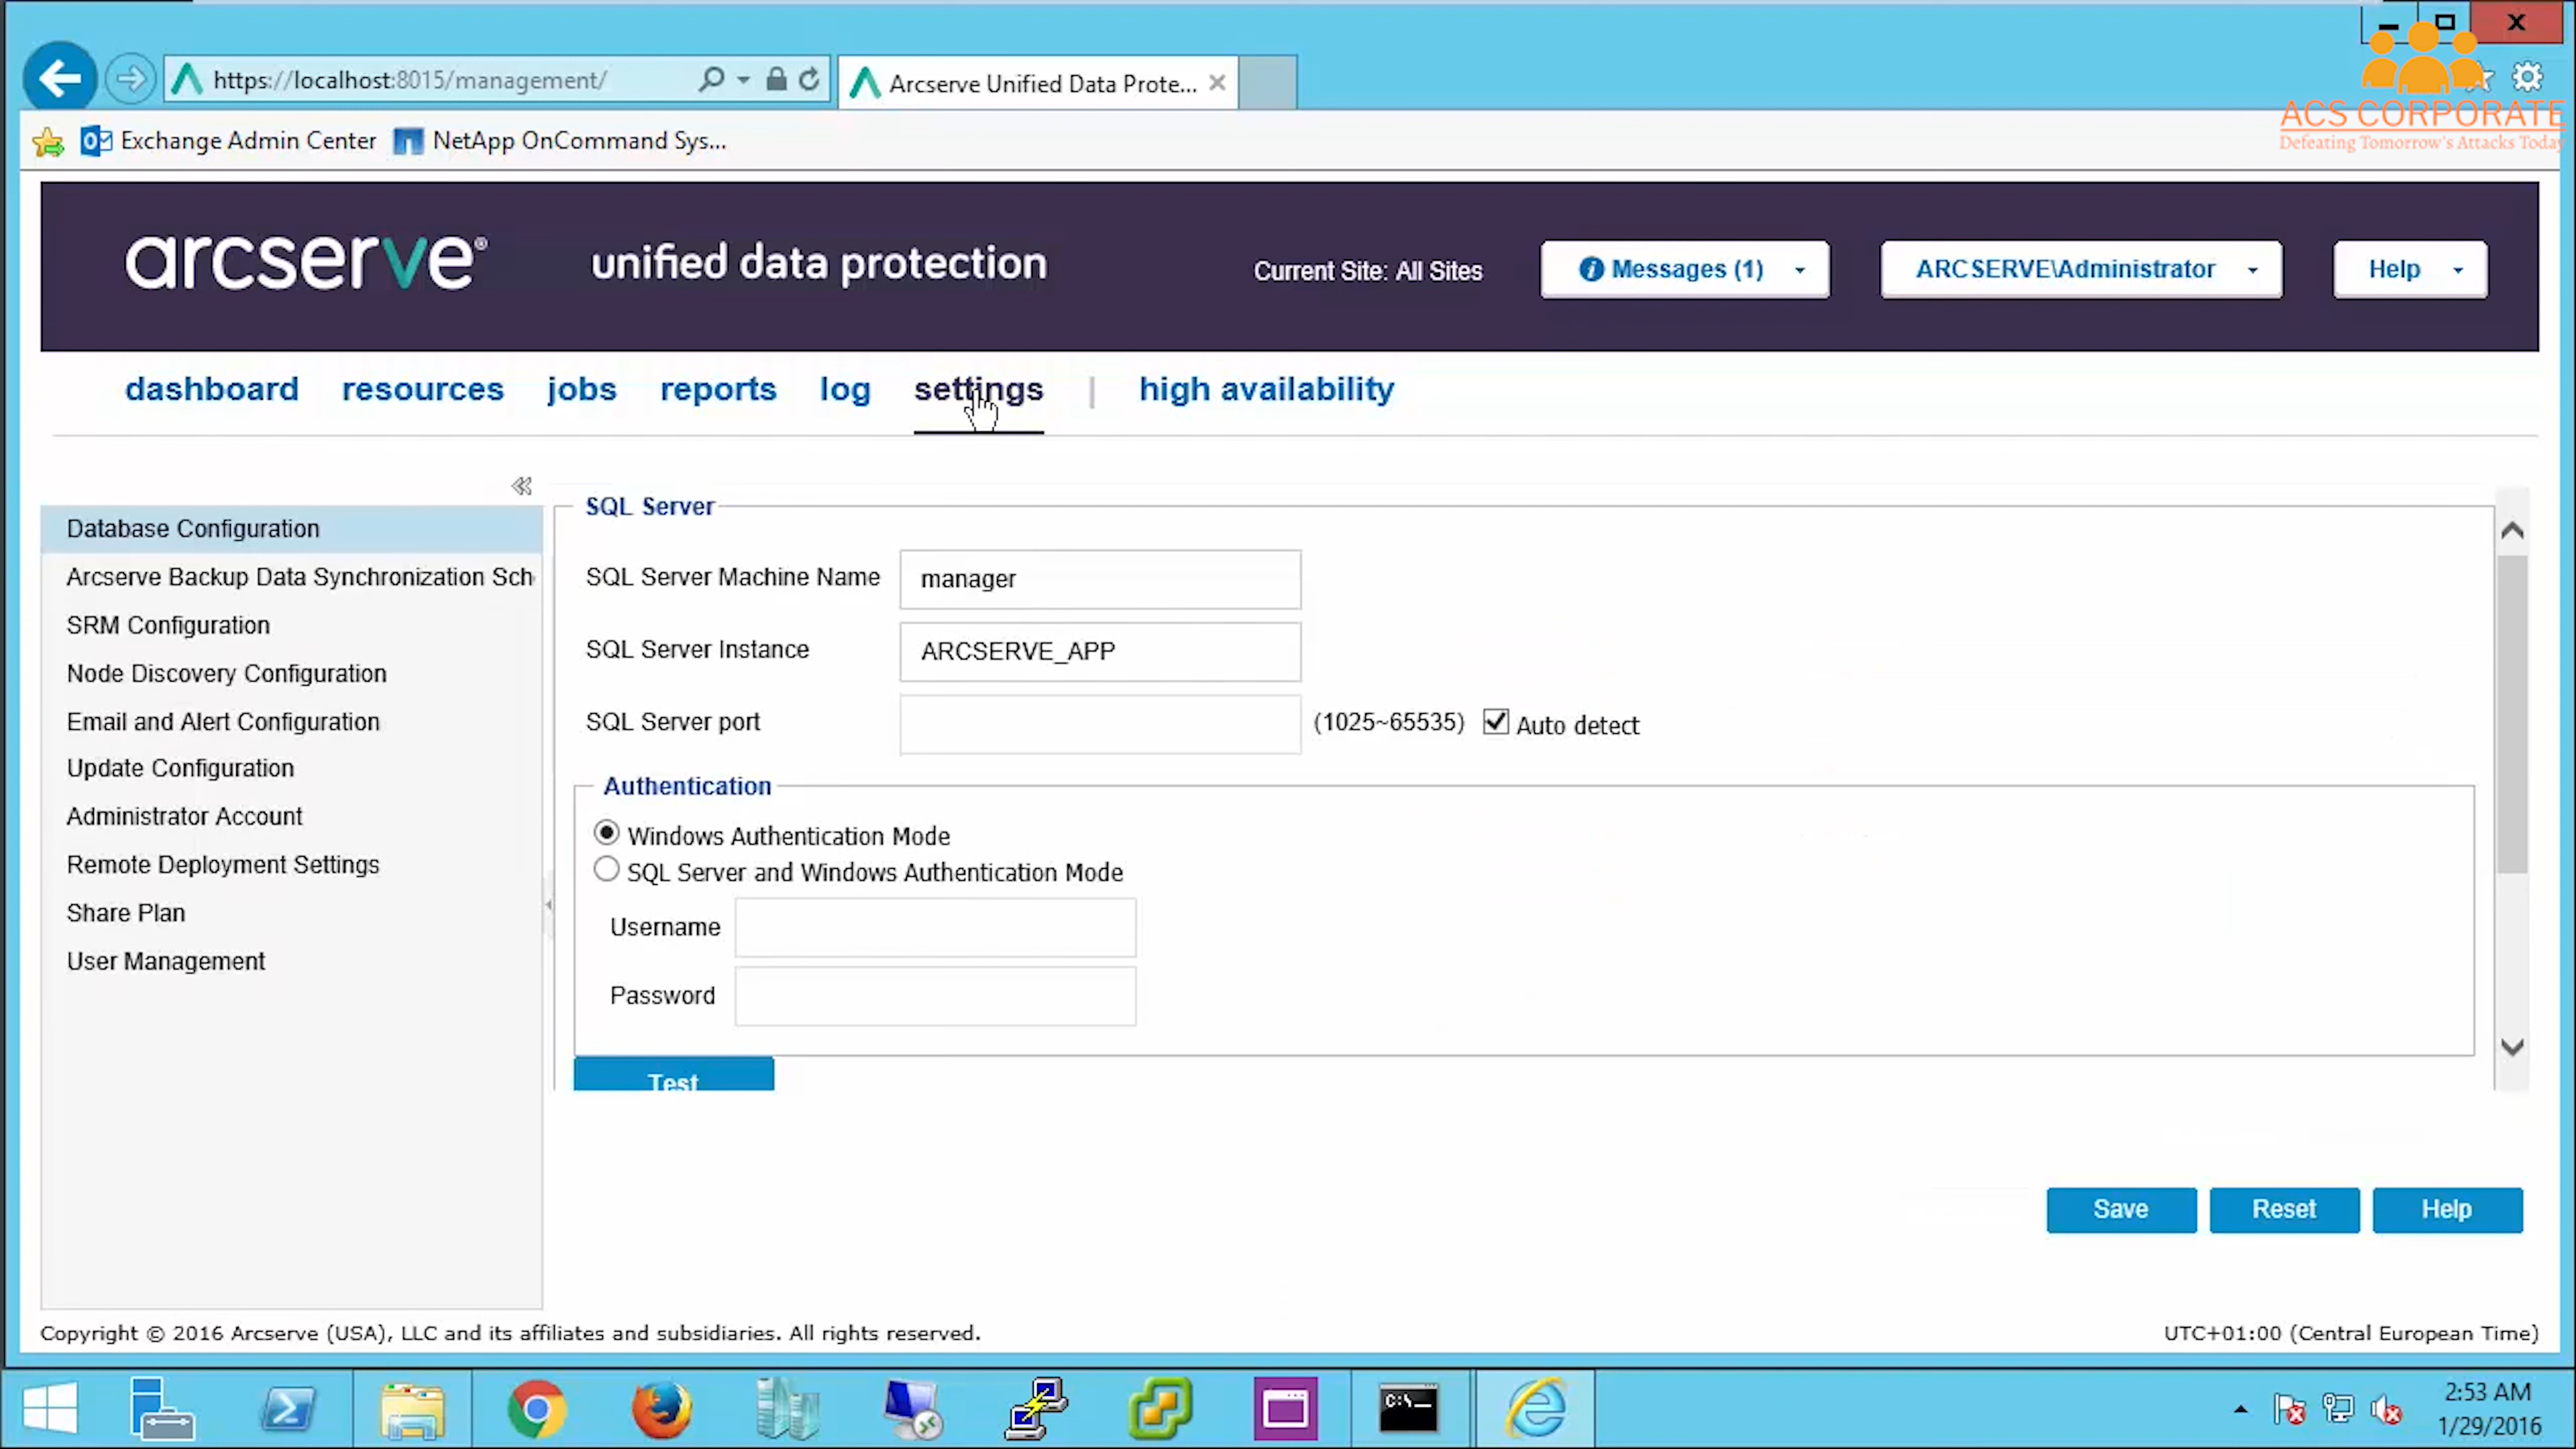 https://localhost:8015/management/
Arcserve Unified Data Prote...
ACS CORPORATE
Defeating Tomorrow's Attacks Today
Exchange Admin Center
NetApp OnCommand Sys...
arcserve®
unified data protection
Current Site: All Sites
Messages (1)
ARCSERVE\Administrator
Help
dashboard
resources
jobs
reports
log
settings
|
high availability
Database Configuration
Arcserve Backup Data Synchronization Sch
SRM Configuration
Node Discovery Configuration
Email and Alert Configuration
Update Configuration
Administrator Account
Remote Deployment Settings
Share Plan
User Management
SQL Server
SQL Server Machine Name
manager
SQL Server Instance
ARCSERVE_APP
SQL Server port
(1025~65535)
Auto detect
Authentication
Windows Authentication Mode
SQL Server and Windows Authentication Mode
Username
Password
Test
Save
Reset
Help
Copyright © 2016 Arcserve (USA), LLC and its affiliates and subsidiaries. All rights reserved.
UTC+01:00 (Central European Time)
C:\
2:53 AM
1/29/2016